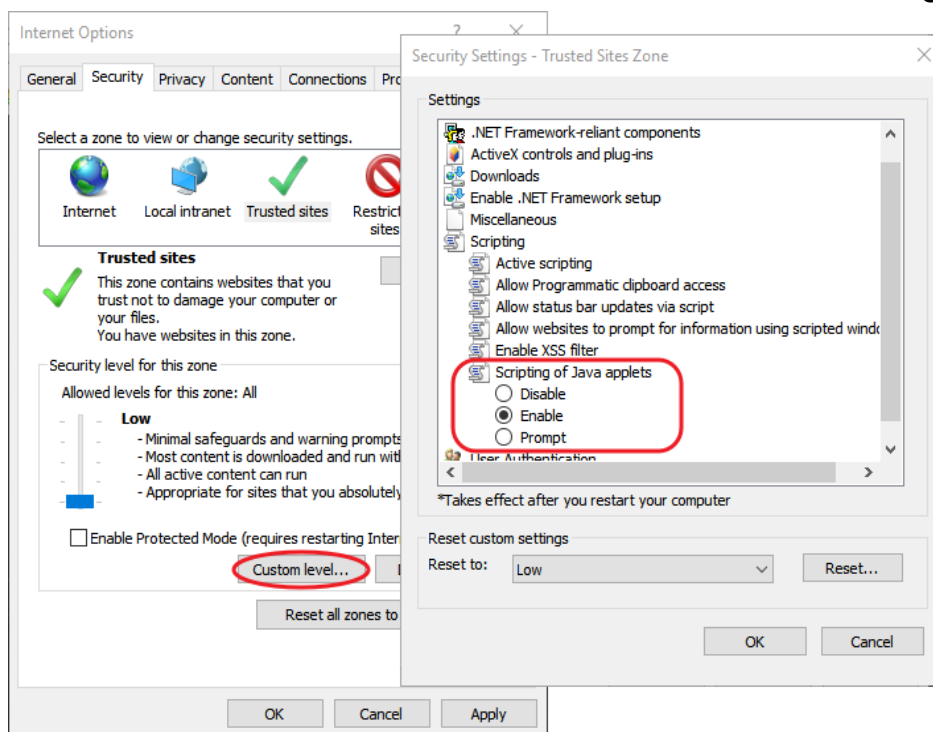 Internet Options
?
General Security Privacy Content Connections
Select a zone to view or change security settings.
Internet Local intranet Trusted sites
sites
Trusted sites
This zone contains websites that you
trust not to damage your computer or
your files.
You have websites in this zone.
Security level for this zone
Allowed levels for this zone: All
Low
- Minimal safeguards and warning prompts
- Most content is downloaded and run
- All active content can run
- Appropriate for sites that you absolutely
Enable Protected Mode (requires restarting
Custom level...
Reset all zones to
OK Cancel Apply
Security Settings - Trusted Sites Zone
Settings
.NET Framework-reliant components
ActiveX controls and plug-ins
Downloads
Enable .NET Framework setup
Miscellaneous
Scripting
Active scripting
Allow Programmatic clipboard access
Allow status bar updates via script
Allow websites to prompt for information using scripted
Enable XSS filter
Scripting of Java applets
Disable
Enable
Prompt
User Authentication
*Takes effect after you restart your computer
Reset custom settings
Reset to: Low Reset...
OK Cancel